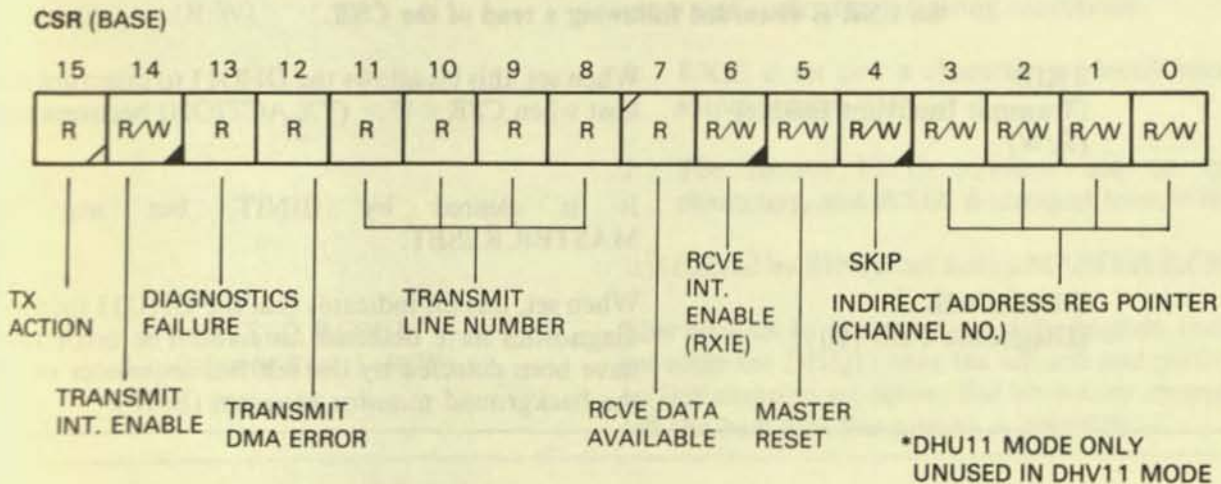 CSR (BASE)
15 14 13 12 11 10 9 8 7 6 5 4 3 2 1 0
R R/W R R R R R R R R/W R/W R/W R/W R/W R/W R/W
TX ACTION
DIAGNOSTICS FAILURE
TRANSMIT LINE NUMBER
RCVE INT. ENABLE (RXIE)
SKIP
INDIRECT ADDRESS REG POINTER (CHANNEL NO.)
TRANSMIT INT. ENABLE
TRANSMIT DMA ERROR
RCVE DATA AVAILABLE
MASTER RESET
*DHU11 MODE ONLY
UNUSED IN DHV11 MODE